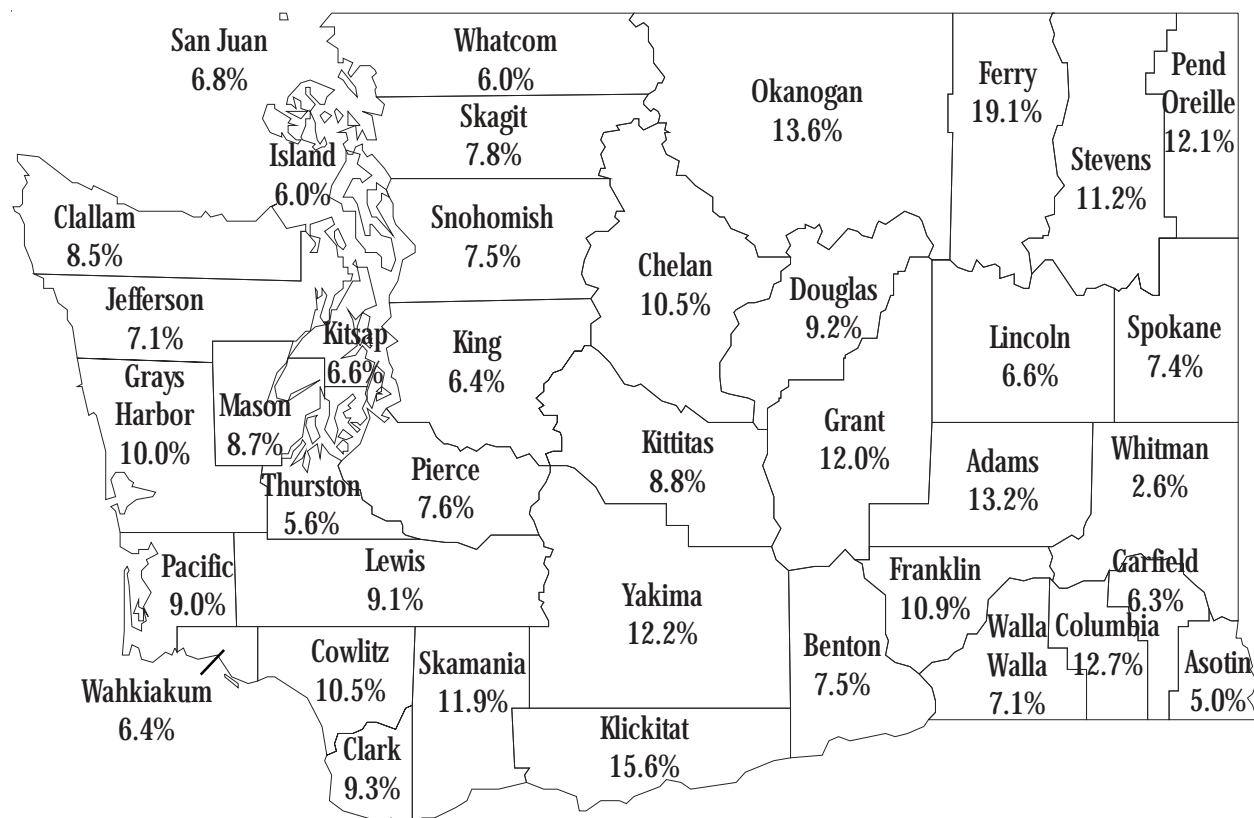 San Juan
6.8%
Whatcom
6.0%
Skagit
7.8%
Island
6.0%
Okanogan
13.6%
Ferry
19.1%
Pend
Oreille
12.1%
Stevens
11.2%
Clallam
8.5%
Snohomish
7.5%
Chelan
10.5%
Douglas
9.2%
Jefferson
7.1%
Kitsap
6.6%
King
6.4%
Lincoln
6.6%
Spokane
7.4%
Grays
Harbor
10.0%
Mason
8.7%
Kittitas
8.8%
Grant
12.0%
Adams
13.2%
Whitman
2.6%
Thurston
5.6%
Pierce
7.6%
Pacific
9.0%
Lewis
9.1%
Yakima
12.2%
Franklin
10.9%
Garfield
6.3%
Benton
7.5%
Walla
Walla
7.1%
Columbia
12.7%
Asotin
5.0%
Wahkiakum
6.4%
Cowlitz
10.5%
Skamania
11.9%
Clark
9.3%
Klickitat
15.6%